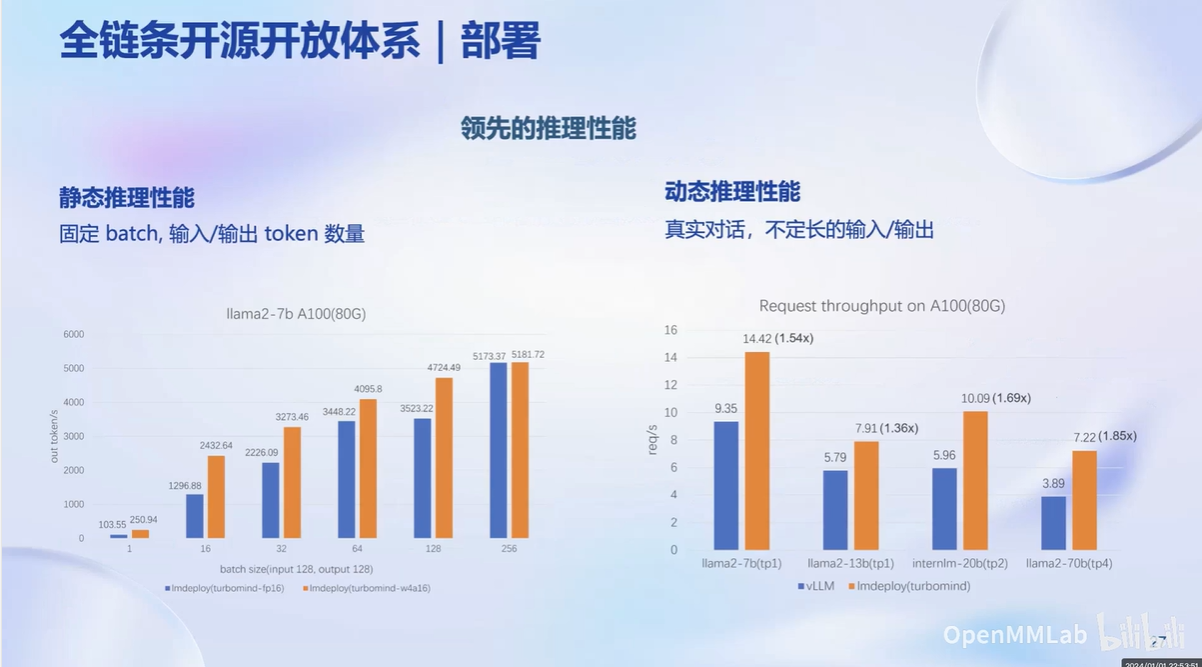 全链条开源开放体系｜部署
领先的推理性能
静态推理性能
固定 batch, 输入/输出 token 数量
llama2-7b A100(80G)
out token/s
6000
5000
4000
3000
2000
1000
0
103.55 250.94
1296.88 2432.64
2226.09 3273.46
3448.22 4095.8
3523.22 4724.49
5173.37 5181.72
1 16 32 64 128 256
batch size(input 128, output 128)
lmdeploy(turbomind-fp16) lmdeploy(turbomind-w4a16)
动态推理性能
真实对话，不定长的输入/输出
Request throughput on A100(80G)
req/s
16
14
12
10
8
6
4
2
0
9.35 14.42 (1.54x)
5.79 7.91 (1.36x)
5.96 10.09 (1.69x)
3.89 7.22 (1.85x)
llama2-7b(tp1) llama2-13b(tp1) internlm-20b(tp2) llama2-70b(tp4)
vLLM lmdeploy(turbomind)
OpenMMLab bilibili
27